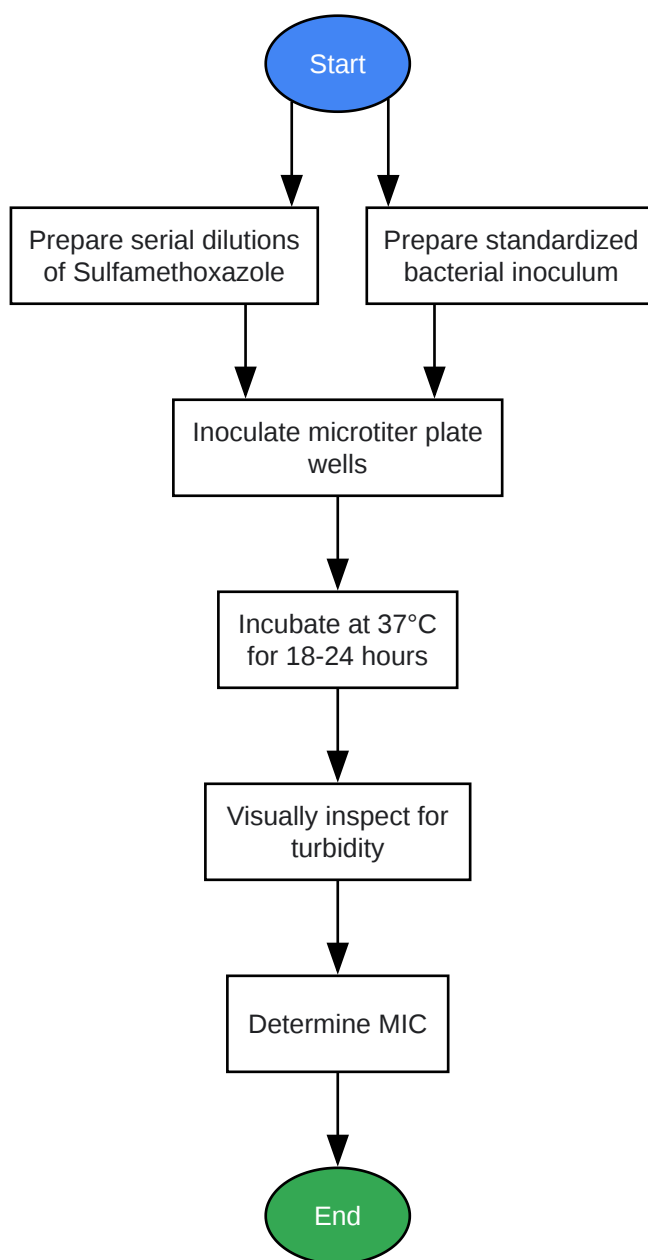 Start
Prepare serial dilutions
of Sulfamethoxazole
Prepare standardized
bacterial inoculum
Inoculate microtiter plate
wells
Incubate at 37°C
for 18-24 hours
Visually inspect for
turbidity
Determine MIC
End